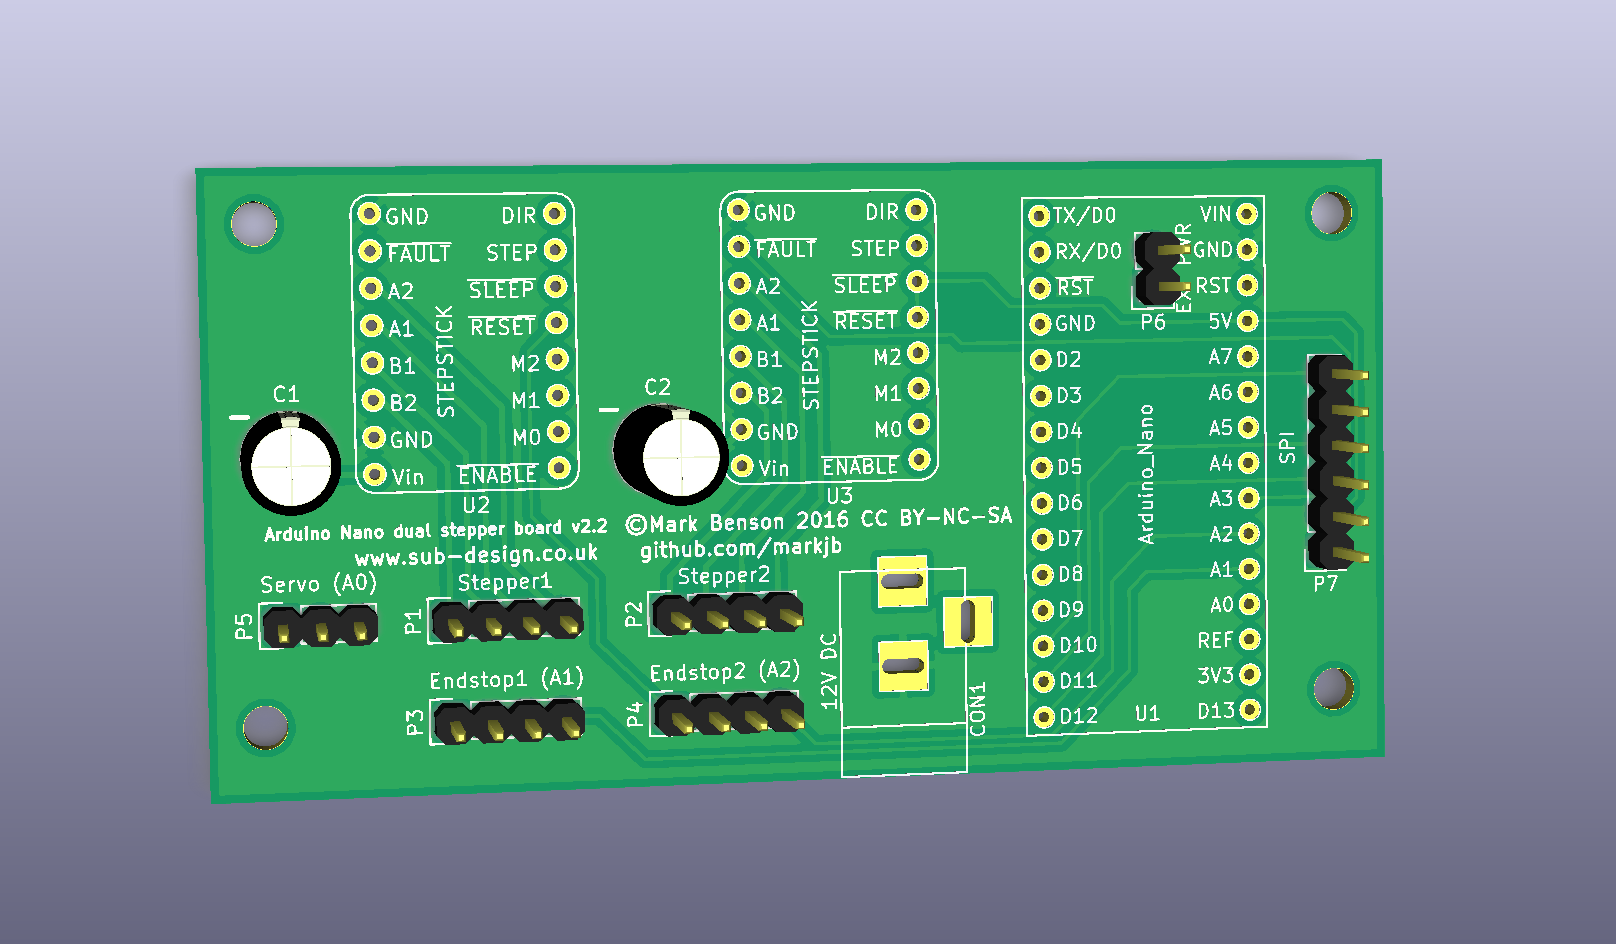 GND
FAULT
A2
A1
B1
B2
GND
Vin
DIR
STEP
SLEEP
RESET
M2
M1
M0
ENABLE
STEPSTICK
U2
C1
GND
FAULT
A2
A1
B1
B2
GND
Vin
DIR
STEP
SLEEP
RESET
M2
M1
M0
ENABLE
STEPSTICK
U3
C2
TX/D0
RX/D0
RST
GND
D2
D3
D4
D5
D6
D7
D8
D9
D10
D11
D12
VIN
GND
RST
5V
A7
A6
A5
A4
A3
A2
A1
A0
REF
3V3
D13
Arduino_Nano
U1
P6
SPI
P7
Arduino Nano dual stepper board v2.2
www.sub-design.co.uk
©Mark Benson 2016 CC BY-NC-SA
github.com/markjb
Servo (A0)
P5
Stepper1
P1
Stepper2
P2
Endstop1 (A1)
P3
Endstop2 (A2)
P4
12V DC
CON1